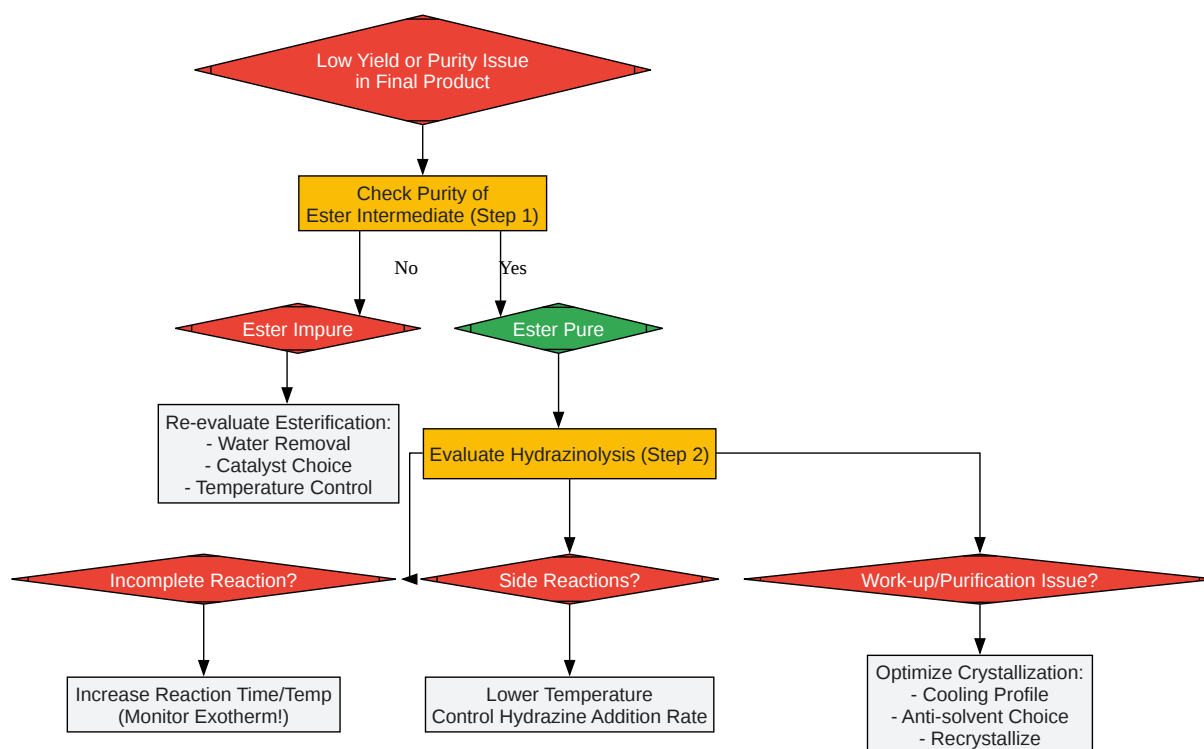 Low Yield or Purity Issue
in Final Product
Check Purity of
Ester Intermediate (Step 1)
No
Yes
Ester Impure
Ester Pure
Re-evaluate Esterification:
- Water Removal
- Catalyst Choice
- Temperature Control
Evaluate Hydrazinolysis (Step 2)
Incomplete Reaction?
Side Reactions?
Work-up/Purification Issue?
Increase Reaction Time/Temp
(Monitor Exotherm!)
Lower Temperature
Control Hydrazine Addition Rate
Optimize Crystallization:
- Cooling Profile
- Anti-solvent Choice
- Recrystallize